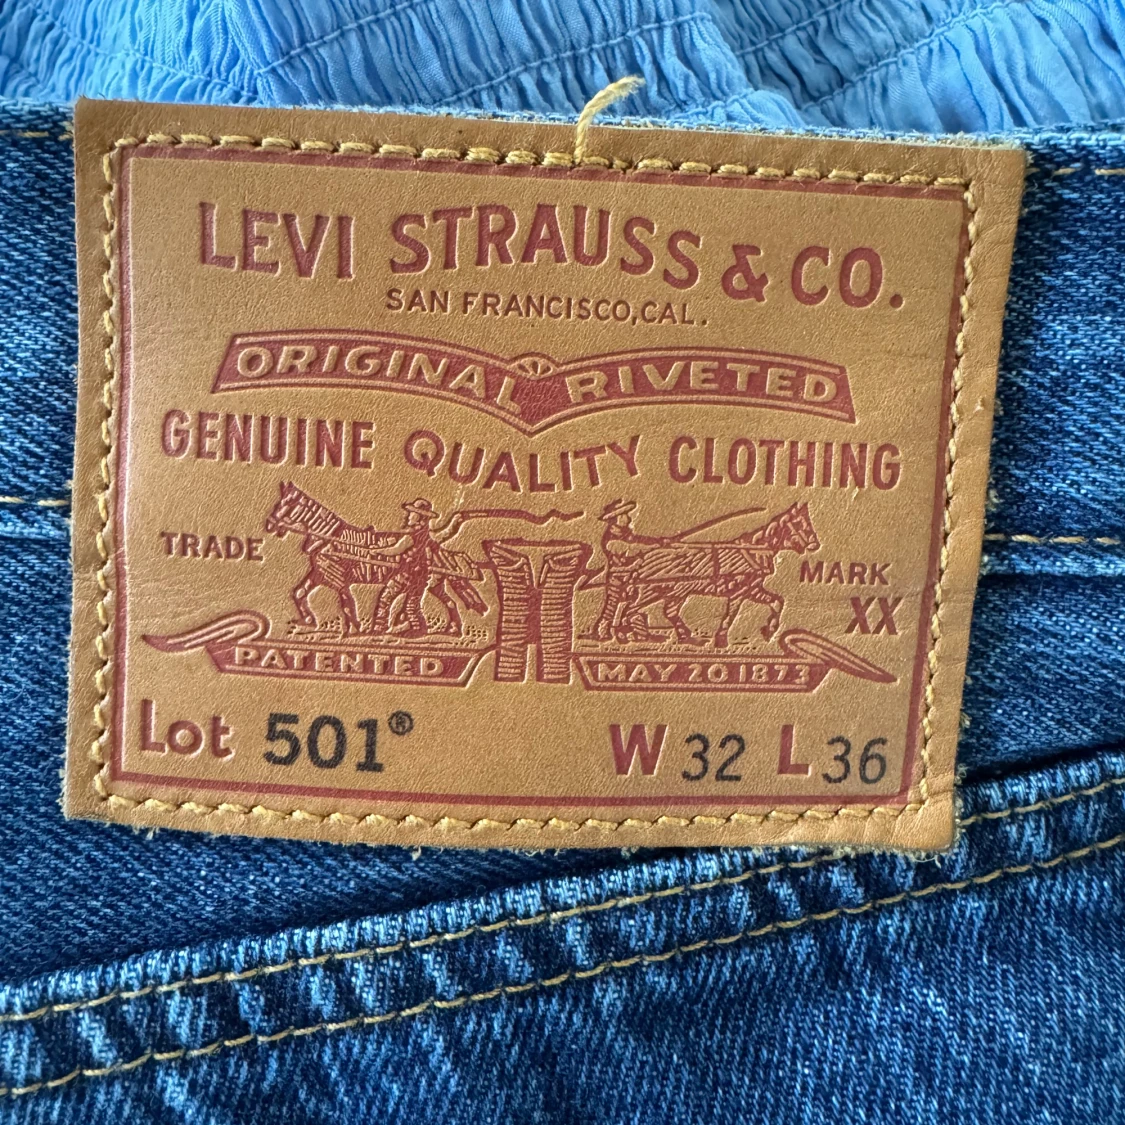 LEVI STRAUSS & CO.
SAN FRANCISCO, CAL.
ORIGINAL RIVETED
GENUINE QUALITY CLOTHING
TRADE MARK
XX
PATENTED MAY 20 1873
Lot 501® W 32 L 36